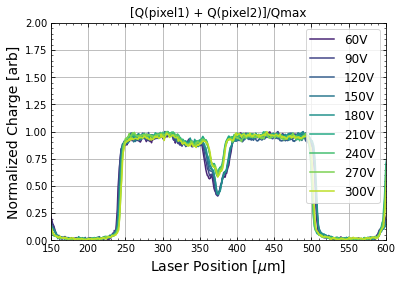 [Q(pixel1) + Q(pixel2)]/Qmax
Normalized Charge [arb]
2.00
1.75
1.50
1.25
1.00
0.75
0.50
0.25
0.00
60V
90V
120V
150V
180V
210V
240V
270V
300V
150 200 250 300 350 400 450 500 550 600
Laser Position [μm]